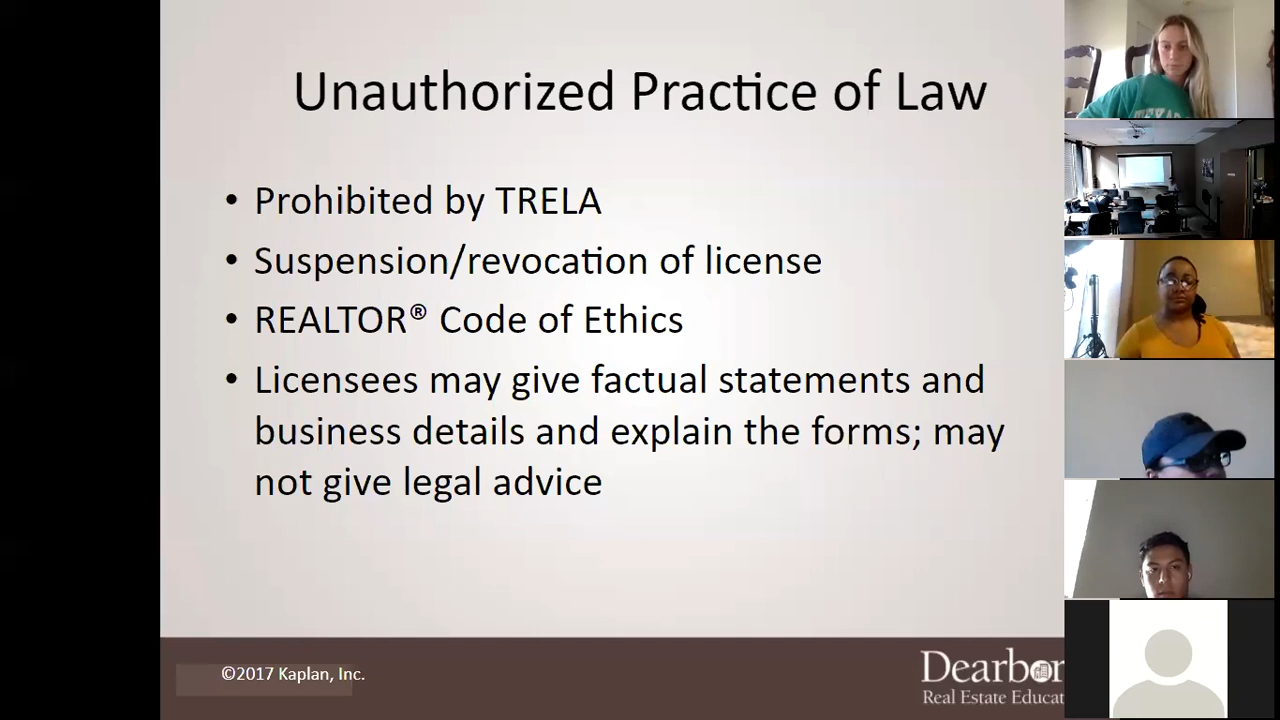 Unauthorized Practice of Law
• Prohibited by TRELA
• Suspension/revocation of license
• REALTOR® Code of Ethics
• Licensees may give factual statements and
business details and explain the forms; may
not give legal advice
©2017 Kaplan, Inc.
Dearbor
Real Estate Educat